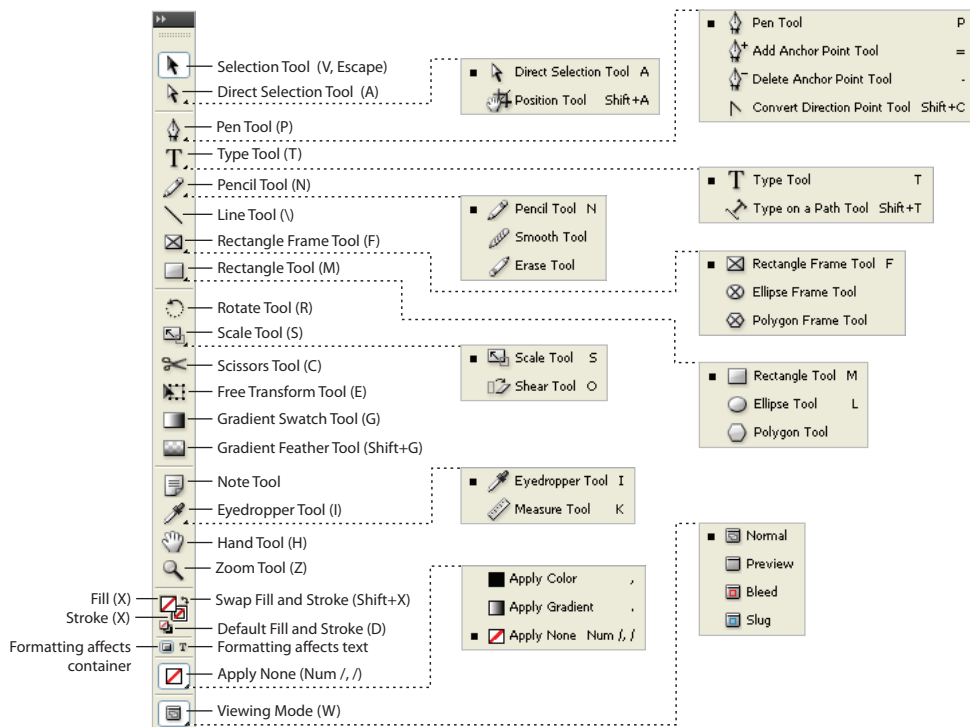 Selection Tool (V, Escape)
Direct Selection Tool (A)
Pen Tool (P)
T
Type Tool (T)
Pencil Tool (N)
Line Tool (\)
Rectangle Frame Tool (F)
Rectangle Tool (M)
Rotate Tool (R)
Scale Tool (S)
Scissors Tool (C)
Free Transform Tool (E)
Gradient Swatch Tool (G)
Gradient Feather Tool (Shift+G)
Note Tool
Eyedropper Tool (I)
Hand Tool (H)
Zoom Tool (Z)
Fill (X)
Swap Fill and Stroke (Shift+X)
Stroke (X)
Default Fill and Stroke (D)
Formatting affects
container
T
Formatting affects text
Apply None (Num /, /)
Viewing Mode (W)
Direct Selection Tool A
Position Tool Shift+A
Pencil Tool N
Smooth Tool
Erase Tool
Scale Tool S
Shear Tool O
Eyedropper Tool I
Measure Tool K
Apply Color ,
Apply Gradient .
Apply None Num /, /
Pen Tool P
Add Anchor Point Tool =
Delete Anchor Point Tool -
Convert Direction Point Tool Shift+C
T Type Tool T
Type on a Path Tool Shift+T
Rectangle Frame Tool F
Ellipse Frame Tool
Polygon Frame Tool
Rectangle Tool M
Ellipse Tool L
Polygon Tool
Normal
Preview
Bleed
Slug